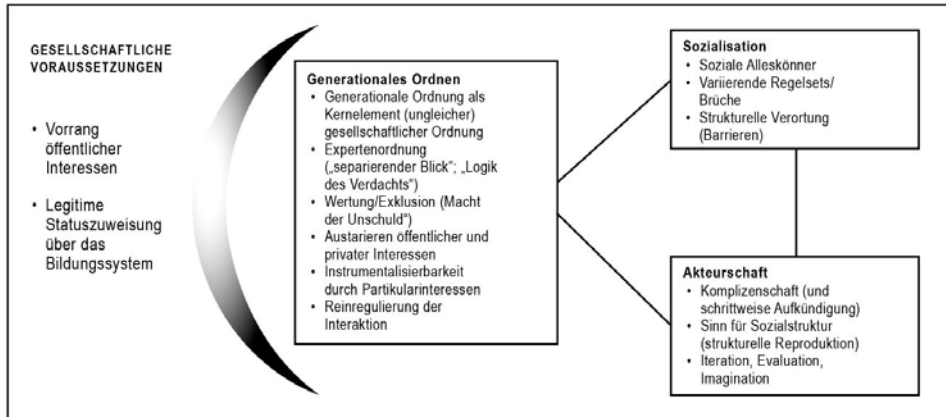 GESELLSCHAFTLICHE
VORAUSSETZUNGEN
• Vorrang
öffentlicher
Interessen
• Legitime
Statuszuweisung
über das
Bildungssystem
Generationales Ordnen
• Generationale Ordnung als
Kernelement (ungleicher)
gesellschaftlicher Ordnung
• Expertenordnung
(„separierender Blick“; „Logik
des Verdachts“)
• Wertung/Exklusion (Macht
der Unschuld“)
• Austarieren öffentlicher und
privater Interessen
• Instrumentalisierbarkeit
durch Partikularinteressen
• Reinregulierung der
Interaktion
Sozialisation
• Soziale Alleskönner
• Variierende Regelsets/
Brüche
• Strukturelle Verortung
(Barrieren)
Akteurschaft
• Komplizenschaft (und
schrittweise Aufkündigung)
• Sinn für Sozialstruktur
(strukturelle Reproduktion)
• Iteration, Evaluation,
Imagination